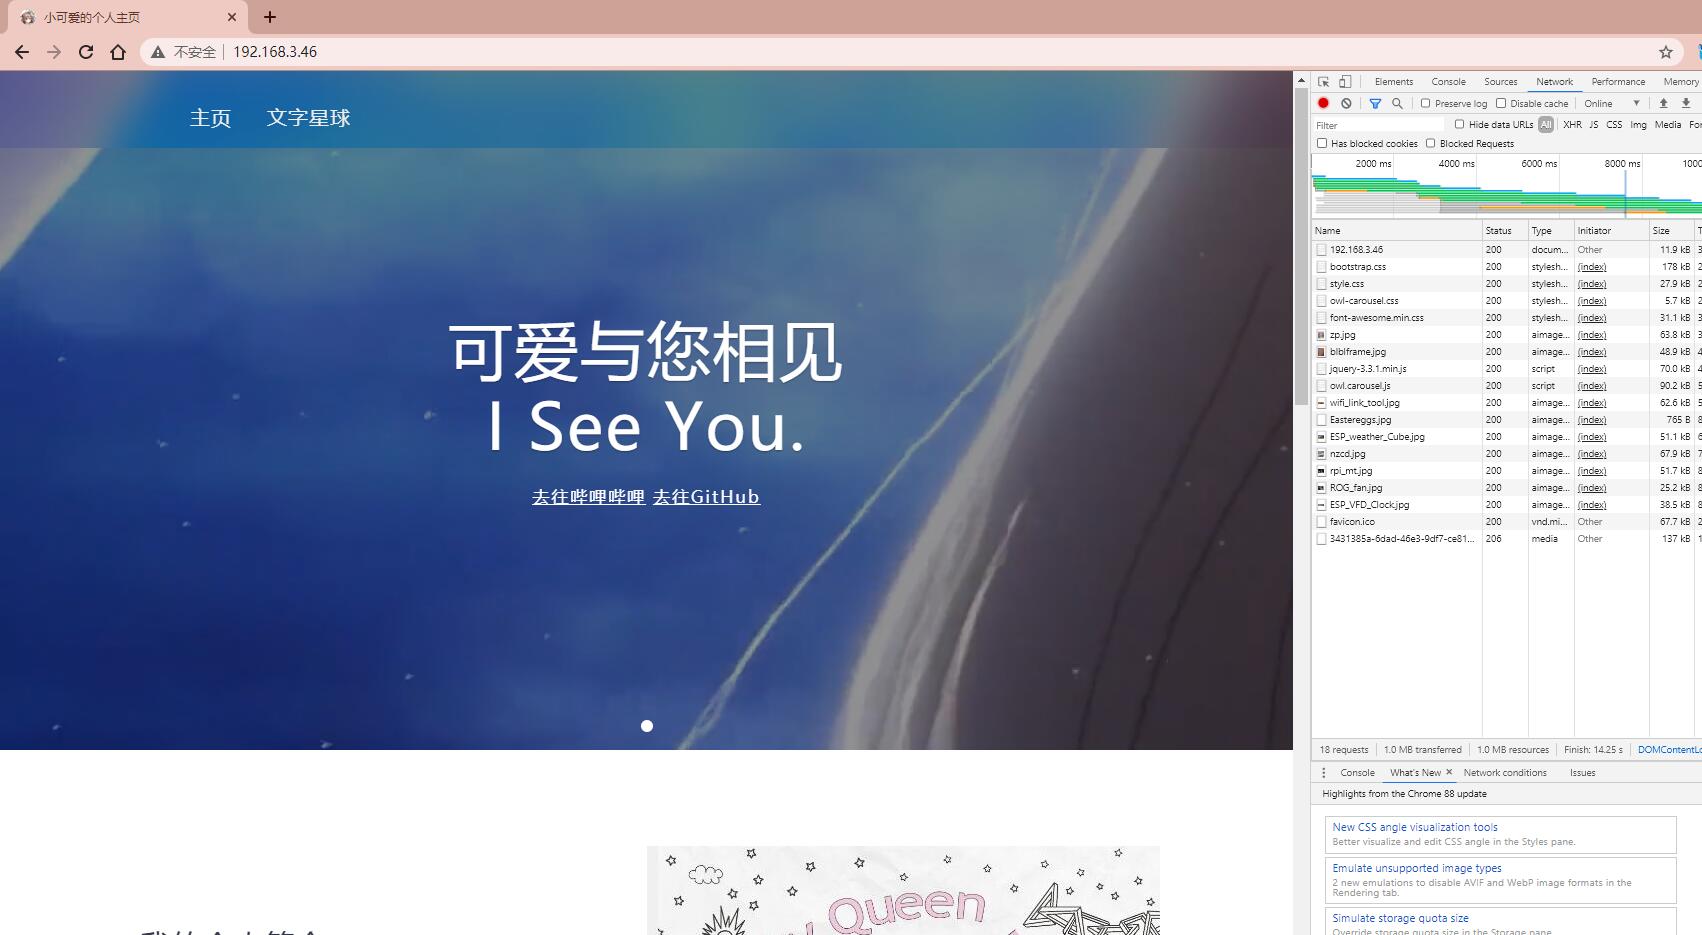 小可爱的个人主页
不安全 192.168.3.46
主页 文字星球
可爱与您相见
I See You.
去往哔哩哔哩 去往GitHub
Queen
Elements Console Sources Network Performance Memory
Preserve log Disable cache Online
Filter Hide data URLs All XHR JS CSS Img Media
Has blocked cookies Blocked Requests
2000 ms 4000 ms 6000 ms 8000 ms
Name Status Type Initiator Size
192.168.3.46 200 docum... Other 11.9 kB
bootstrap.css 200 stylesh... (index) 178 kB
style.css 200 stylesh... (index) 27.9 kB
owl-carousel.css 200 stylesh... (index) 5.7 kB
font-awesome.min.css 200 stylesh... (index) 31.1 kB
zp.jpg 200 aimage... (index) 63.8 kB
blblframe.jpg 200 aimage... (index) 48.9 kB
jquery-3.3.1.min.js 200 script (index) 70.0 kB
owl.carousel.js 200 script (index) 90.2 kB
wifi_link_tool.jpg 200 aimage... (index) 62.6 kB
Eastereggs.jpg 200 aimage... (index) 765 B
ESP_weather_Cube.jpg 200 aimage... (index) 51.1 kB
nzcd.jpg 200 aimage... (index) 67.9 kB
rpi_mt.jpg 200 aimage... (index) 51.7 kB
ROG_fan.jpg 200 aimage... (index) 25.2 kB
ESP_VFD_Clock.jpg 200 aimage... (index) 38.5 kB
favicon.ico 200 vnd.mi... Other 67.7 kB
3431385a-6dad-46e3-9df7-ce81... 206 media Other 137 kB
18 requests 1.0 MB transferred 1.0 MB resources Finish: 14.25 s DOMContentLo
Console What's New Network conditions Issues
Highlights from the Chrome 88 update
New CSS angle visualization tools
Better visualize and edit CSS angle in the Styles pane.
Emulate unsupported image types
2 new emulations to disable AVIF and WebP image formats in the
Rendering tab.
Simulate storage quota size
Override storage quota size in the Storage pane.